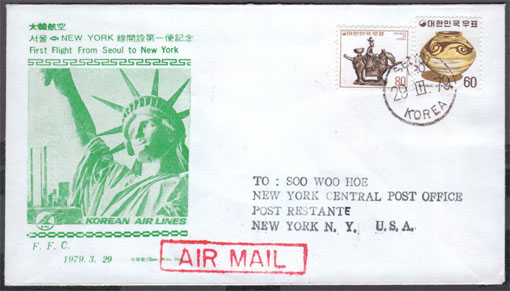 大韓航空
서울 ↔ NEW YORK 線開設第一便記念
First Flight From Seoul to New York
KOREAN AIR LINES
F. F. C.
1979. 3. 29
대한민국우표
80
대한민국우표
60
29. III. 79
KOREA
TO : SOO WOO HOE
NEW YORK CENTRAL POST OFFICE
POST RESTANTE
NEW YORK N. Y. U. S. A.
AIR MAIL